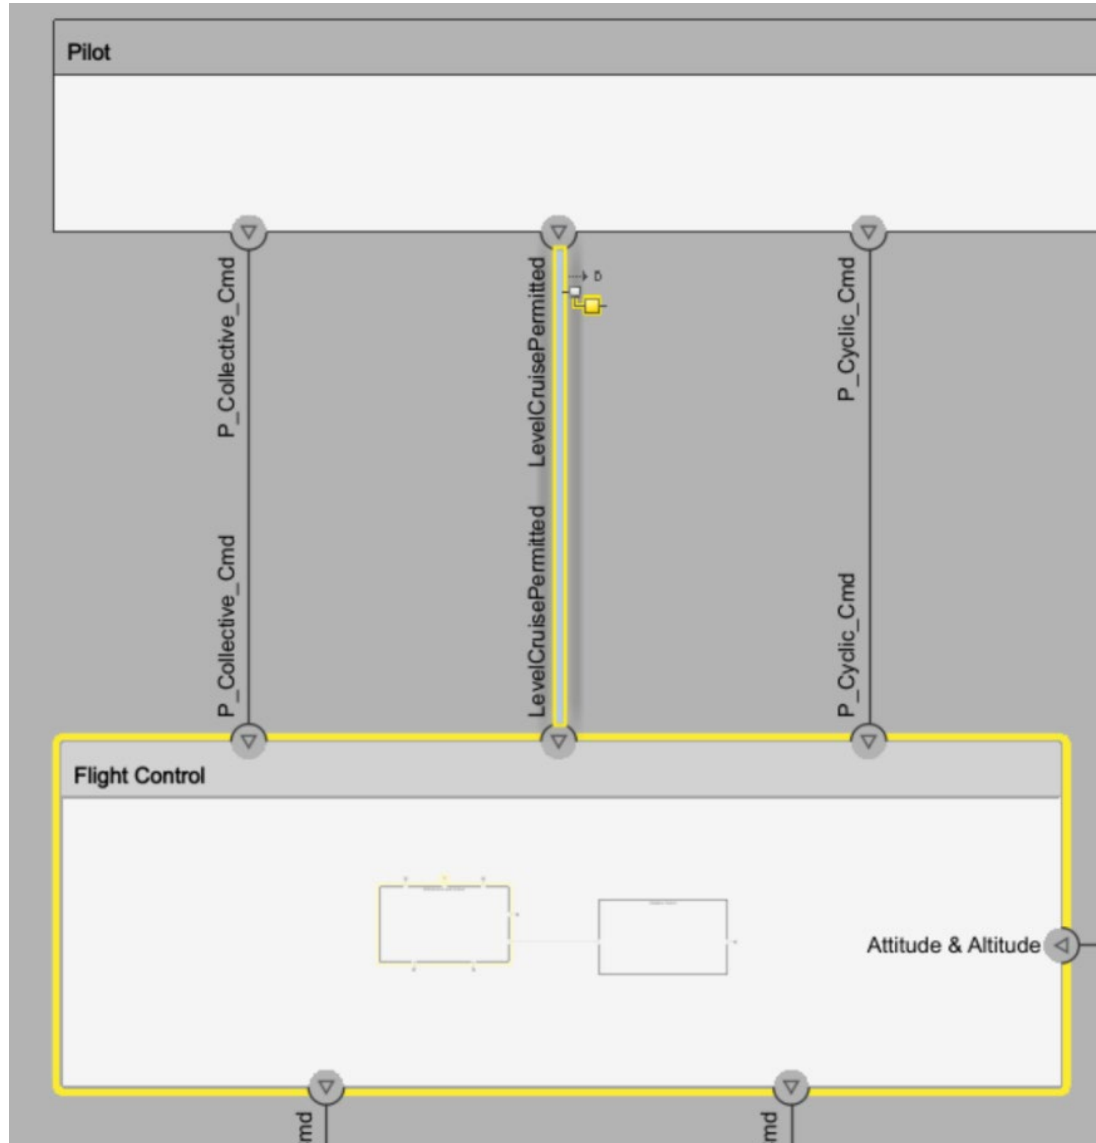 Pilot
P_Collective_Cmd
LevelCruisePermitted
P_Cyclic_Cmd
P_Collective_Cmd
LevelCruisePermitted
P_Cyclic_Cmd
Flight Control
Attitude & Altitude
md
md